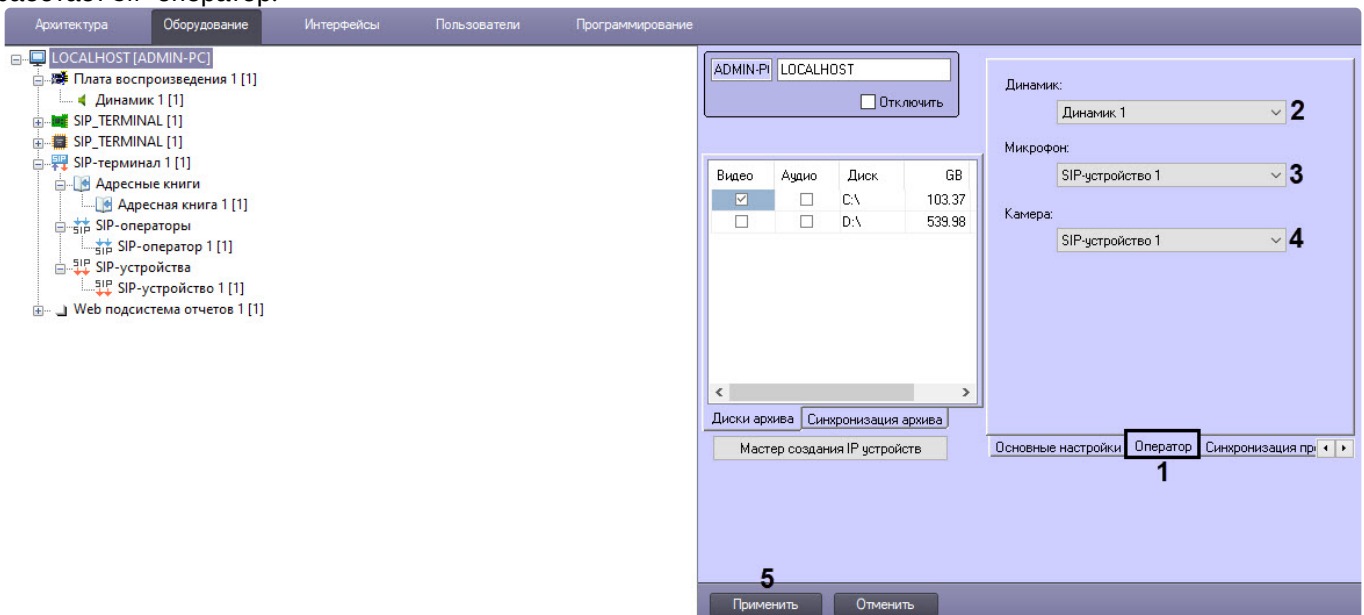 работает SIP-оператор.
Архитектура Оборудование Интерфейсы Пользователи Программирование
LOCALHOST [ADMIN-PC]
Плата воспроизведения 1 [1]
Динамик 1 [1]
SIP_TERMINAL [1]
SIP_TERMINAL [1]
SIP-терминал 1 [1]
Адресные книги
Адресная книга 1 [1]
SIP-операторы
SIP-оператор 1 [1]
SIP-устройства
SIP-устройство 1 [1]
Web подсистема отчетов 1 [1]
ADMIN-P LOCALHOST
Отключить
Видео Аудио Диск GB
C:\ 103.37
D:\ 539.98
Диски архива Синхронизация архива
Мастер создания IP устройств
Динамик:
Динамик 1 2
Микрофон:
SIP-устройство 1 3
Камера:
SIP-устройство 1 4
Основные настройки Оператор Синхронизация пр
1
5
Применить Отменить